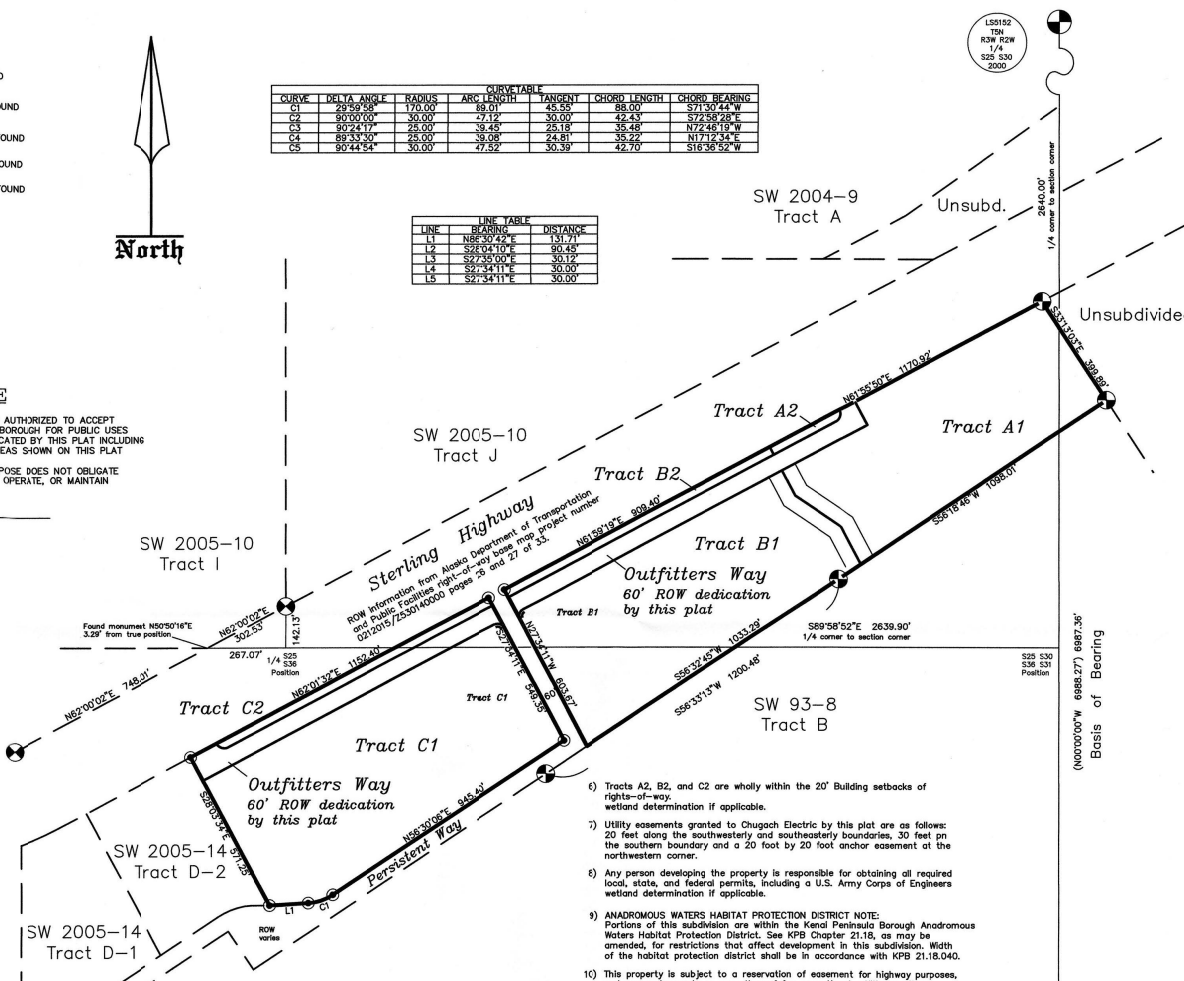 LS5152
T5N
R3W R2W
1/4
S25 S30
2000
UND
OUND
OUND
OUND
North
CURVETABLE
CURVE DELTA ANGLE RADIUS ARC LENGTH TANGENT CHORD LENGTH CHORD BEARING
C1 29°59'58" 170.00' 89.01' 45.55' 88.00' S71°30'44"W
C2 90°00'00" 30.00' 47.12' 30.00' 42.43' S72°58'28"E
C3 90°24'17" 25.00' 39.45' 25.18' 35.48' N72°46'19"W
C4 89°33'30" 25.00' 39.08' 24.81' 35.22' N17°12'34"E
C5 90°44'54" 30.00' 47.52' 30.39' 42.70' S16°36'52"W
LINE TABLE
LINE BEARING DISTANCE
L1 N86°30'42"E 131.71'
L2 S28°04'10"E 90.45'
L3 S27°35'00"E 30.12'
L4 S27°34'11"E 30.00'
L5 S27°34'11"E 30.00'
SW 2004-9
Tract A
Unsubd.
2640.00'
1/4 corner to section corner
Unsubdivide
S33°13'03"E 399.89'
N61°55'50"E 1170.92'
Tract A2
Tract A1
E
AUTHORIZED TO ACCEPT
BOROUGH FOR PUBLIC USES
CATED BY THIS PLAT INCLUDING
EAS SHOWN ON THIS PLAT
POSE DOES NOT OBLIGATE
OPERATE, OR MAINTAIN
SW 2005-10
Tract J
Tract B2
S56°18'46"W 1098.01'
N61°59'19"E 909.40'
Sterling Highway
ROW information from Alaska Department of Transportation
and Public Facilities right-of-way base map project number
0212015/Z530140000 pages 26 and 27 of 33.
SW 2005-10
Tract I
Tract B1
Outfitters Way
60' ROW dedication
by this plat
Tract B1
Found monument N50°50'16"E
3.29' from true position
N62°00'02"E
302.53'
142.13'
267.07'
1/4 S25
S36
Position
S89°58'52"E 2639.90'
1/4 corner to section corner
S25 S30
S36 S31
Position
N62°00'02"E 748.31'
N62°01'32"E 1152.40'
S27°34'11"E 549.35'
N27°34'11"W 603.67'
60'
S56°32'45"W 1033.29'
S56°33'13"W 1200.48'
(N00°00'00"W 6988.27') 6987.36'
Basis of Bearing
Tract C2
Tract C1
Tract C1
SW 93-8
Tract B
Outfitters Way
60' ROW dedication
by this plat
S28°03'34"E 571.25'
N56°30'06"E 945.40'
Persistent Way
SW 2005-14
Tract D-2
L1
C1
ROW
varies
SW 2005-14
Tract D-1
6) Tracts A2, B2, and C2 are wholly within the 20' Building setbacks of
rights-of-way.
wetland determination if applicable.
7) Utility easements granted to Chugach Electric by this plat are as follows:
20 feet along the southwesterly and southeasterly boundaries, 30 feet pn
the southern boundary and a 20 foot by 20 foot anchor easement at the
northwestern corner.
8) Any person developing the property is responsible for obtaining all required
local, state, and federal permits, including a U.S. Army Corps of Engineers
wetland determination if applicable.
9) ANADROMOUS WATERS HABITAT PROTECTION DISTRICT NOTE:
Portions of this subdivision are within the Kenai Peninsula Borough Anadromous
Waters Habitat Protection District. See KPB Chapter 21.18, as may be
amended, for restrictions that affect development in this subdivision. Width
of the habitat protection district shall be in accordance with KPB 21.18.040.
10) This property is subject to a reservation of easement for highway purposes,